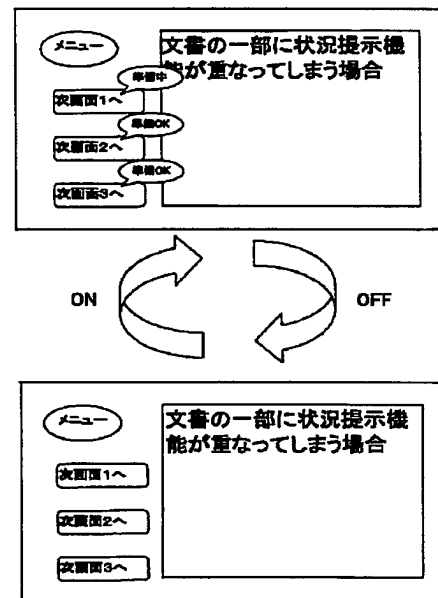 メニュー
文書の一部に状況提示機
能が重なってしまう場合
準備中
次画面1へ
準備OK
次画面2へ
準備OK
次画面3へ
ON
OFF
メニュー
文書の一部に状況提示機
能が重なってしまう場合
次画面1へ
次画面2へ
次画面3へ